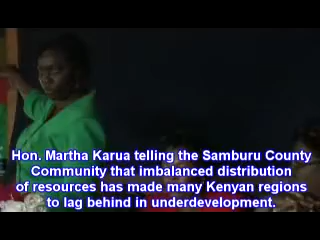 Hon. Martha Karua telling the Samburu County
Community that imbalanced distribution
of resources has made many Kenyan regions
to lag behind in underdevelopment.